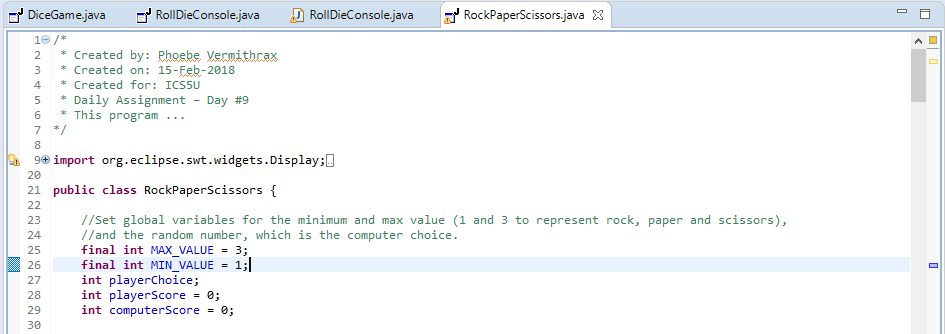 DiceGame.java RollDieConsole.java RollDieConsole.java RockPaperScissors.java
1 /*
2 * Created by: Phoebe Vermithrax
3 * Created on: 15-Feb-2018
4 * Created for: ICS5U
5 * Daily Assignment – Day #9
6 * This program ...
7 */
8
9 import org.eclipse.swt.widgets.Display;
20
21 public class RockPaperScissors {
22
23 //Set global variables for the minimum and max value (1 and 3 to represent rock, paper and scissors),
24 //and the random number, which is the computer choice.
25 final int MAX_VALUE = 3;
26 final int MIN_VALUE = 1;
27 int playerChoice;
28 int playerScore = 0;
29 int computerScore = 0;
30